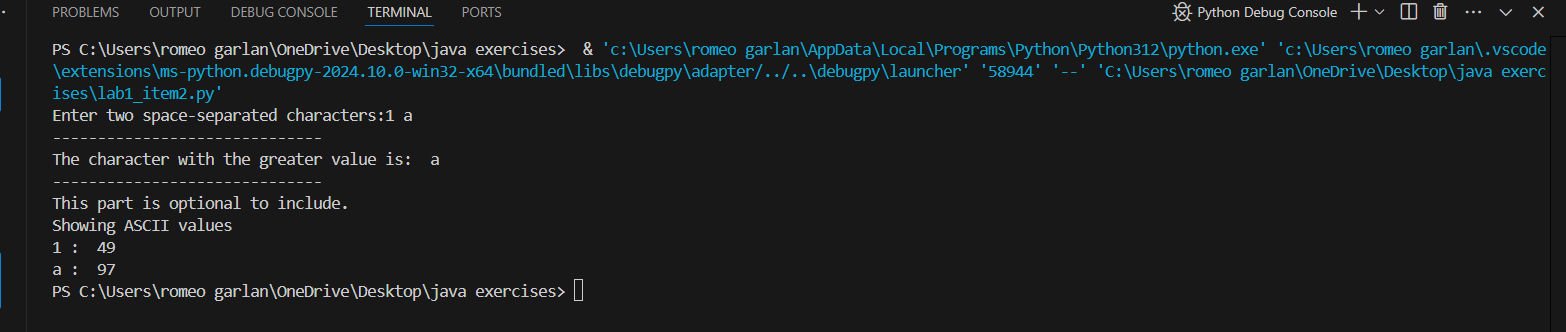 PROBLEMS OUTPUT DEBUG CONSOLE TERMINAL PORTS Python Debug Console
PS C:\Users\romeo garlan\OneDrive\Desktop\java exercises>  & 'c:\Users\romeo garlan\AppData\Local\Programs\Python\Python312\python.exe' 'c:\Users\romeo garlan\.vscode
\extensions\ms-python.debugpy-2024.10.0-win32-x64\bundled\libs\debugpy\adapter/../..\debugpy\launcher' '58944' '--' 'C:\Users\romeo garlan\OneDrive\Desktop\java exerc
ises\lab1_item2.py'
Enter two space-separated characters:1 a
------------------------------
The character with the greater value is:  a
------------------------------
This part is optional to include.
Showing ASCII values
1 :  49
a :  97
PS C:\Users\romeo garlan\OneDrive\Desktop\java exercises>